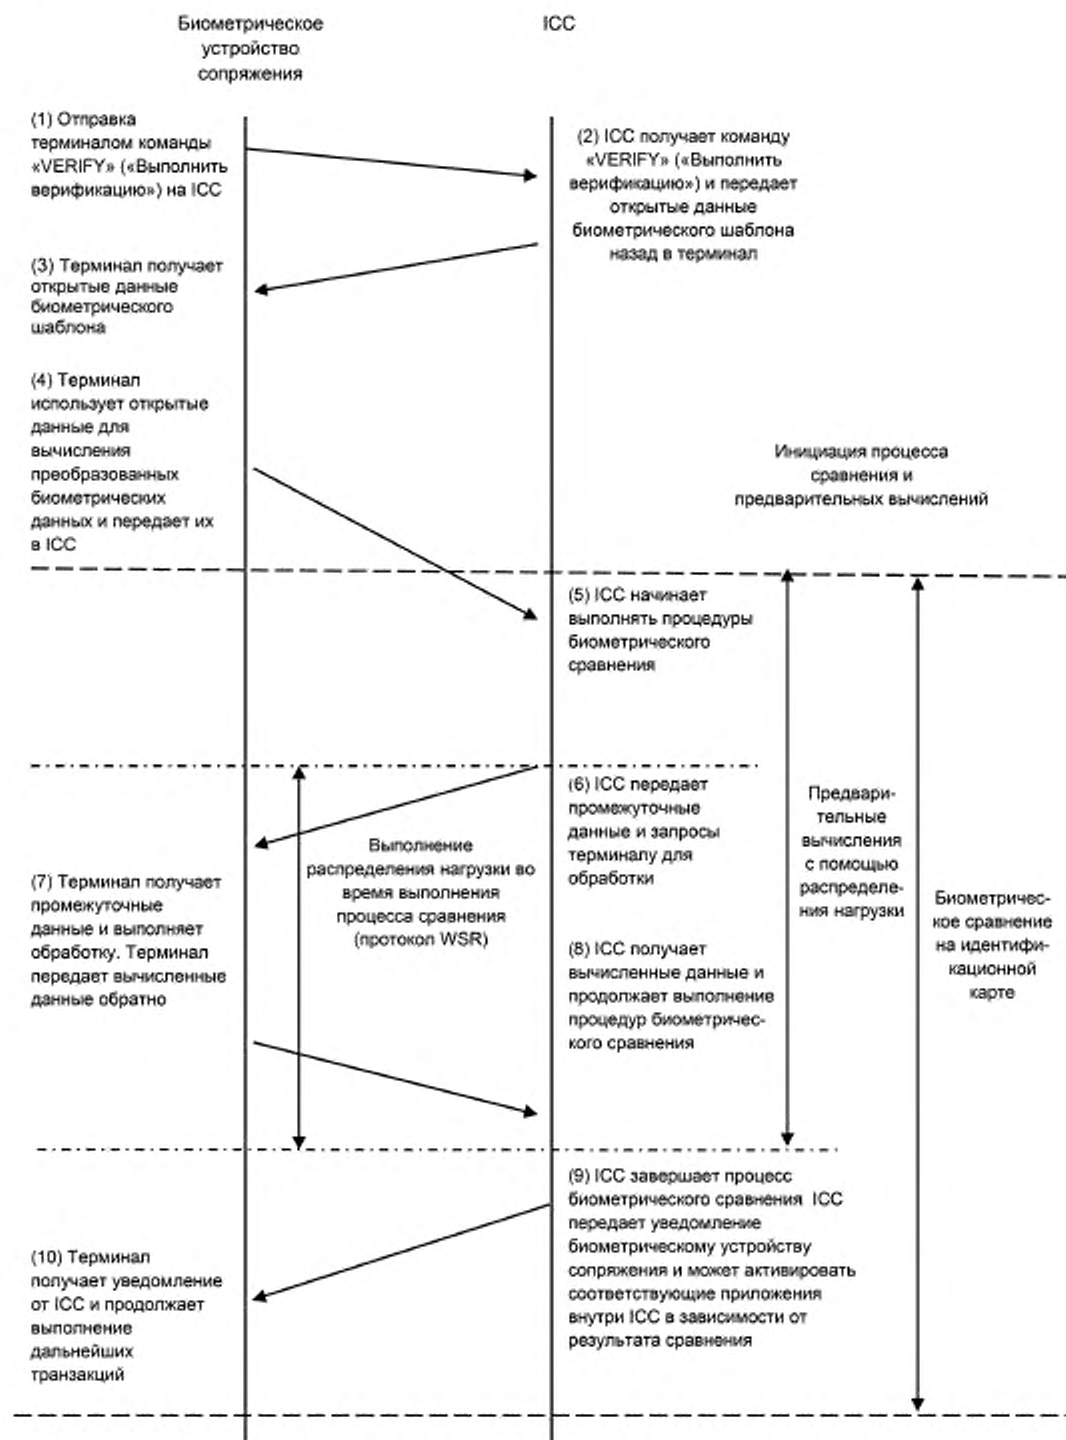 Биометрическое
устройство
сопряжения
ICC
(1) Отправка
терминалом команды
«VERIFY» («Выполнить
верификацию») на ICC
(2) ICC получает команду
«VERIFY» («Выполнить
верификацию») и передает
открытые данные
биометрического шаблона
назад в терминал
(3) Терминал получает
открытые данные
биометрического
шаблона
(4) Терминал
использует открытые
данные для
вычисления
преобразованных
биометрических
данных и передает их
в ICC
Инициация процесса
сравнения и
предварительных вычислений
(5) ICC начинает
выполнять процедуры
биометрического
сравнения
(6) ICC передает
промежуточные
данные и запросы
терминалу для
обработки
Выполнение
распределения нагрузки во
время выполнения
процесса сравнения
(протокол WSR)
Предвари-
тельные
вычисления
с помощью
распределе-
ния нагрузки
Биометричес-
кое сравнение
на идентифи-
кационной
карте
(7) Терминал получает
промежуточные
данные и выполняет
обработку. Терминал
передает вычисленные
данные обратно
(8) ICC получает
вычисленные данные и
продолжает выполнение
процедур биометричес-
кого сравнения
(9) ICC завершает процесс
биометрического сравнения ICC
передает уведомление
биометрическому устройству
сопряжения и может активировать
соответствующие приложения
внутри ICC в зависимости от
результата сравнения
(10) Терминал
получает уведомление
от ICC и продолжает
выполнение
дальнейших
транзакций